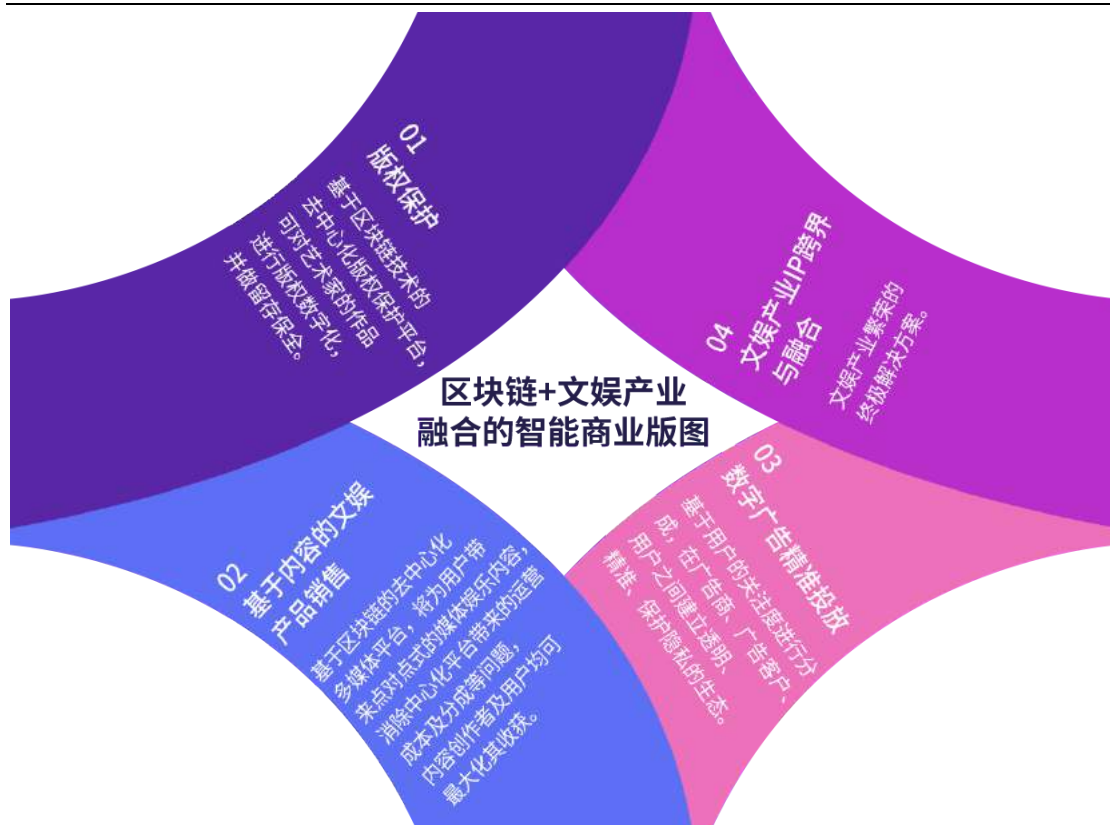 区块链+文娱产业
融合的智能商业版图
01
版权保护
基于区块链技术的
去中心化版权保护平台，
可对艺术家的作品
进行版权数字化，
并做留存保全。
02
基于内容的文娱
产品销售
基于区块链的去中心化
多媒体平台，将为用户带
来点对点式的媒体娱乐内容，
消除中心化平台带来的运营
成本及分成等问题，
内容创作者及用户均可
最大化其收获。
03
数字广告精准投放
基于用户的关注度进行分
成，在广告商、广告客户、
用户之间建立透明、
精准、保护隐私的生态。
04
文娱产业IP跨界
与融合
文娱产业繁荣的
终极解决方案。